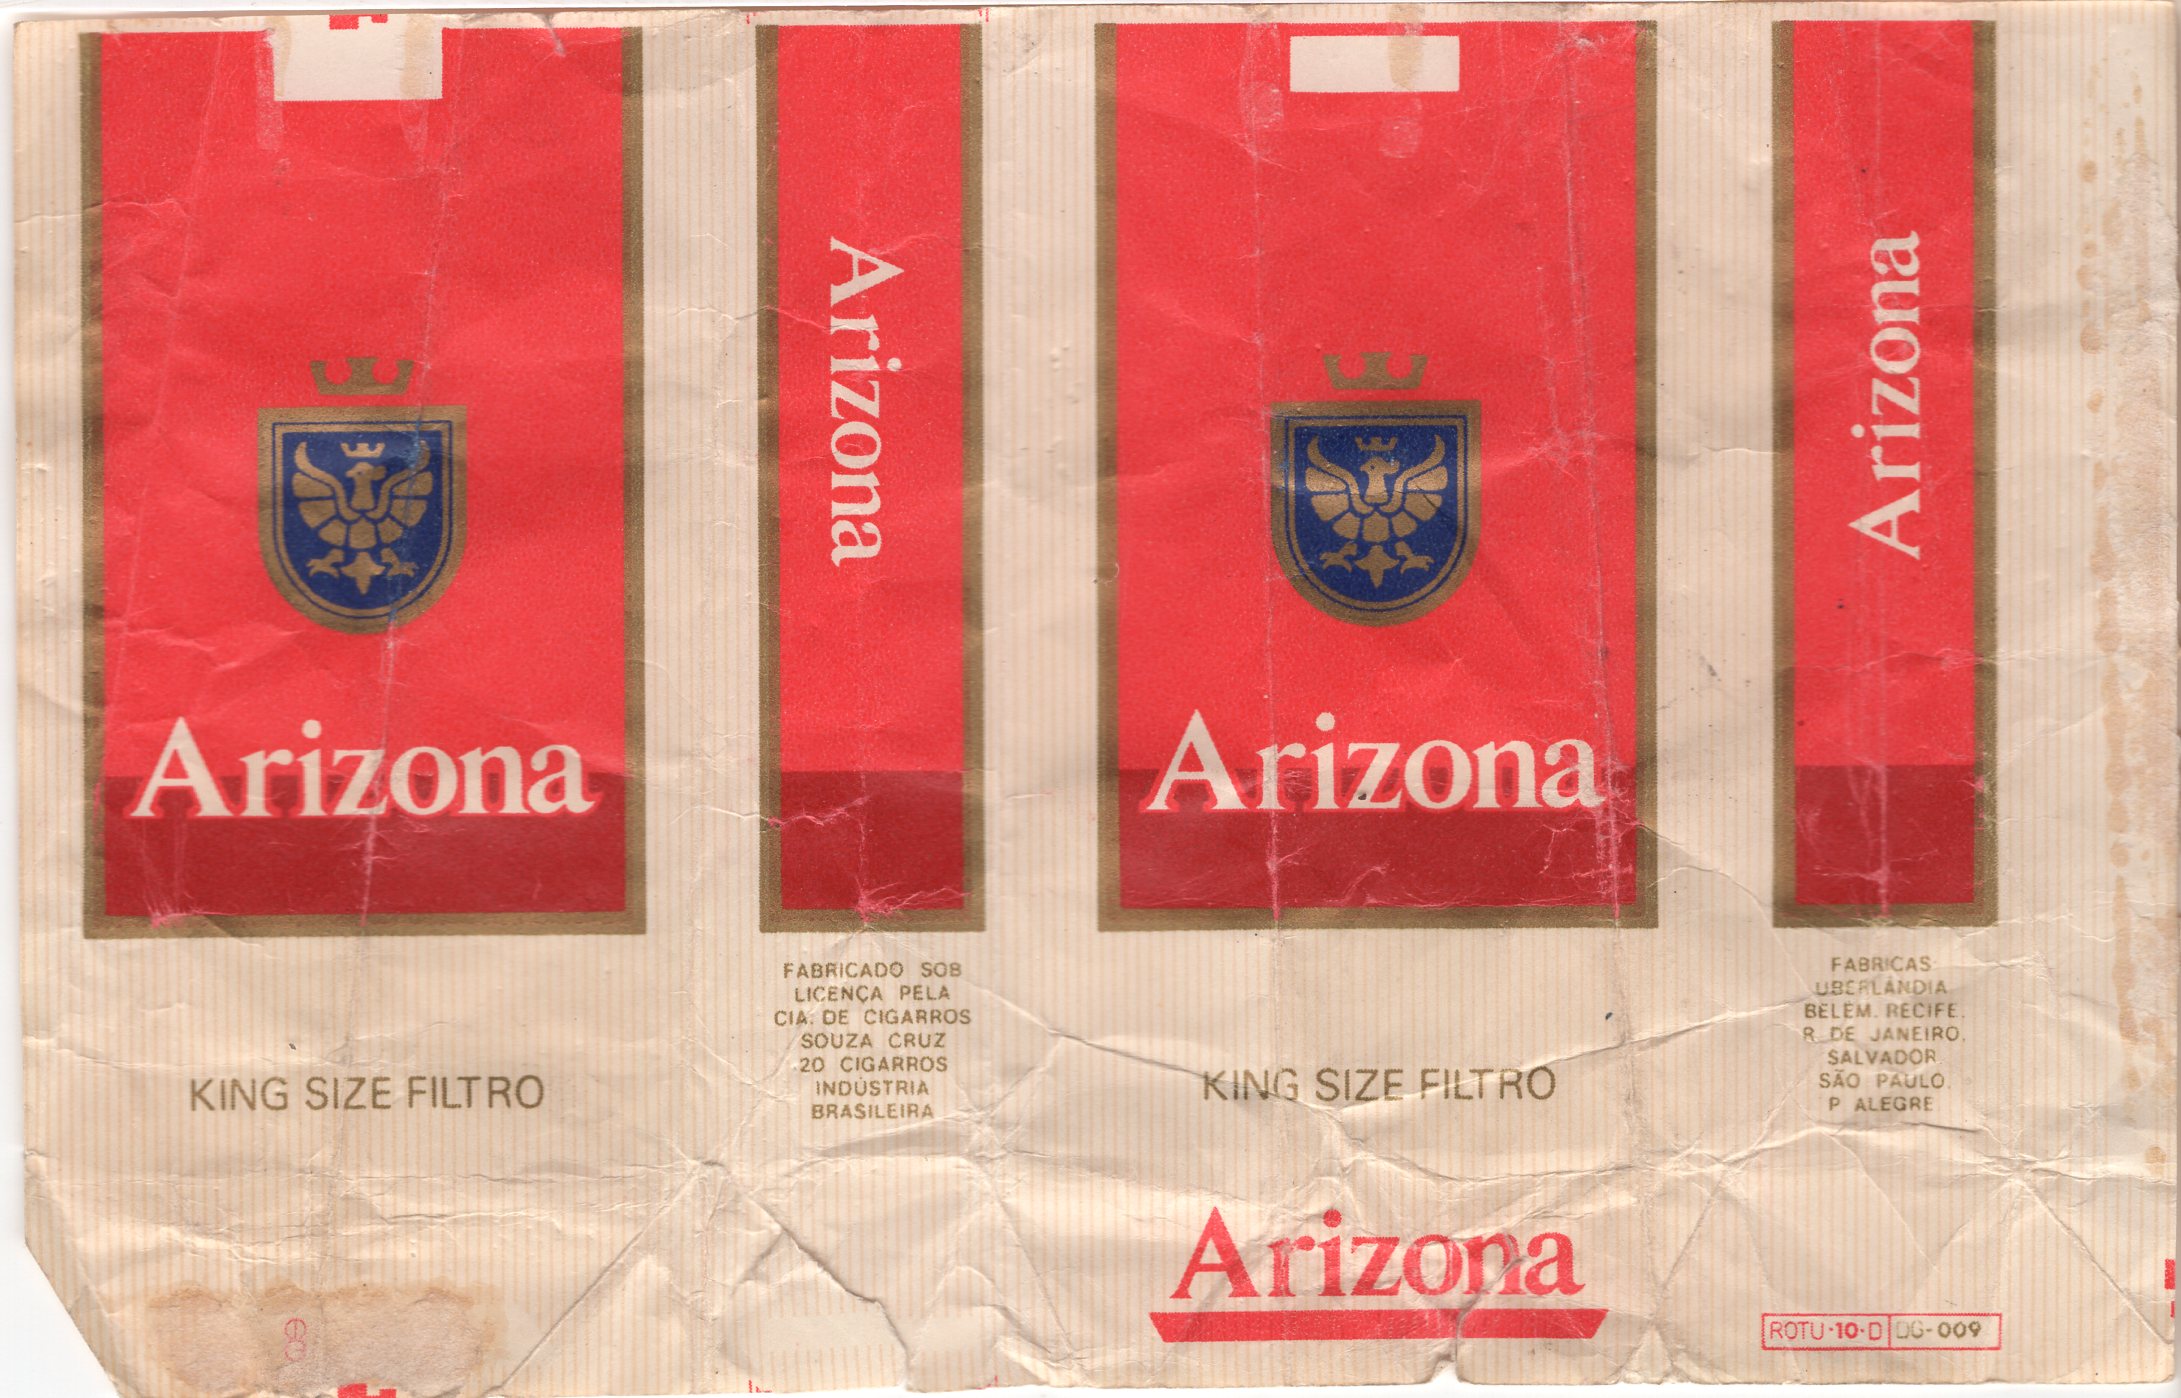 Arizona
KING SIZE FILTRO
Arizona
FABRICADO SOB
LICENÇA PELA
CIA. DE CIGARROS
SOUZA CRUZ
20 CIGARROS
INDÚSTRIA
BRASILEIRA
Arizona
KING SIZE FILTRO
Arizona
Arizona
FABRICAS
UBERLÂNDIA.
BELÉM. RECIFE.
R. DE JANEIRO.
SALVADOR.
SÃO PAULO.
P ALEGRE
ROTU-10-D DG-009